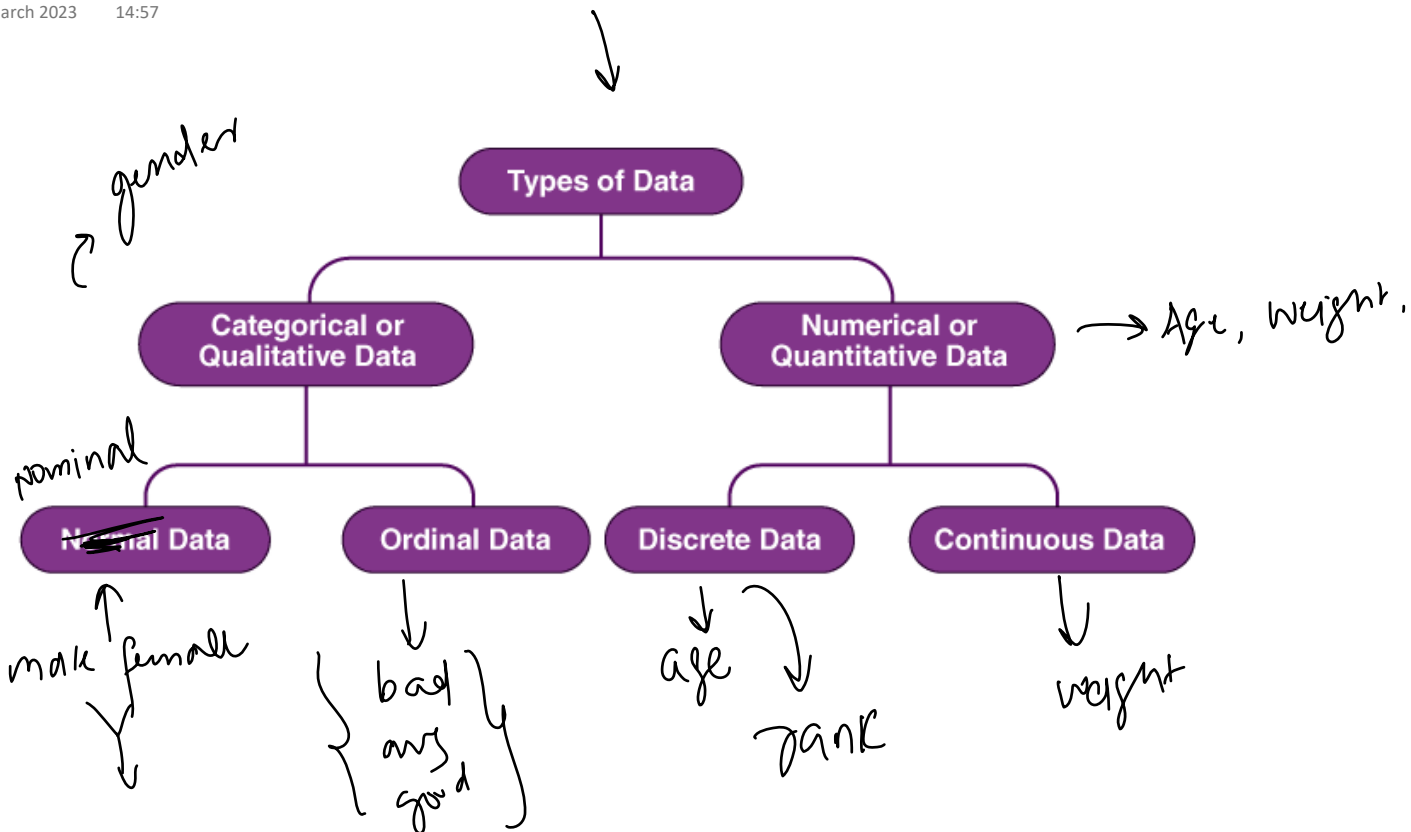 arch 2023 14:57
gender
Types of Data
Categorical or
Qualitative Data
Numerical or
Quantitative Data
Age, weight,
nominal
Normal Data
Ordinal Data
Discrete Data
Continuous Data
male female
bad
avg
good
age
rank
weight